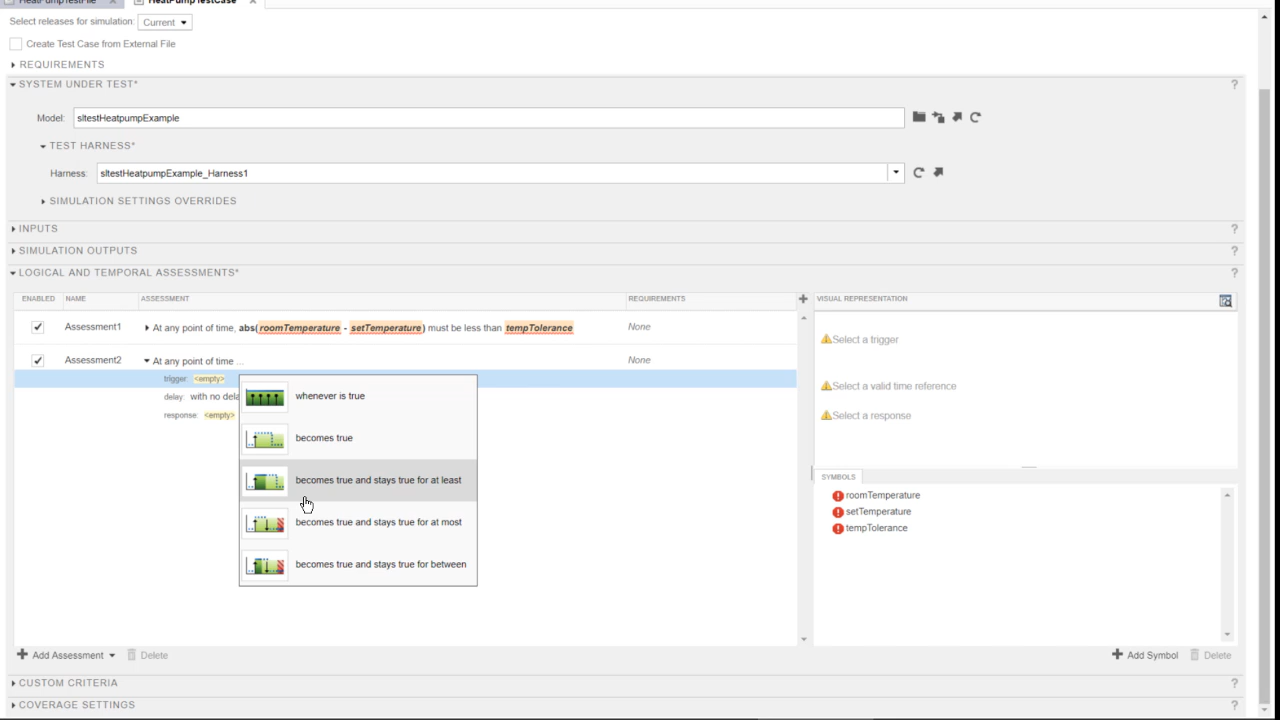 HeatPumpTestFile HeatPumpTestCase
Select releases for simulation: Current
Create Test Case from External File
REQUIREMENTS
SYSTEM UNDER TEST* ?
Model: sltestHeatpumpExample
TEST HARNESS*
Harness: sltestHeatpumpExample_Harness1
SIMULATION SETTINGS OVERRIDES
INPUTS ?
SIMULATION OUTPUTS ?
LOGICAL AND TEMPORAL ASSESSMENTS* ?
ENABLED NAME ASSESSMENT REQUIREMENTS
Assessment1 At any point of time, abs(roomTemperature - setTemperature) must be less than tempTolerance None
Assessment2 At any point of time ... None
trigger: <empty>
delay: with no dela
response: <empty>
whenever is true
becomes true
becomes true and stays true for at least
becomes true and stays true for at most
becomes true and stays true for between
Add Assessment Delete
VISUAL REPRESENTATION
Select a trigger
Select a valid time reference
Select a response
SYMBOLS
roomTemperature
setTemperature
tempTolerance
Add Symbol Delete
CUSTOM CRITERIA ?
COVERAGE SETTINGS ?